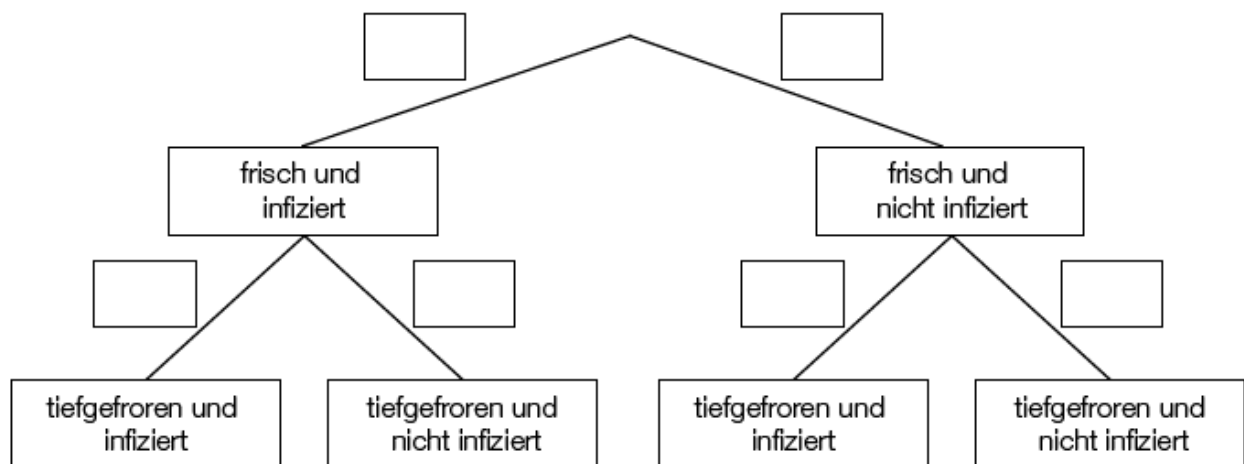 frisch und
infiziert
frisch und
nicht infiziert
tiefgefroren und
infiziert
tiefgefroren und
nicht infiziert
tiefgefroren und
infiziert
tiefgefroren und
nicht infiziert